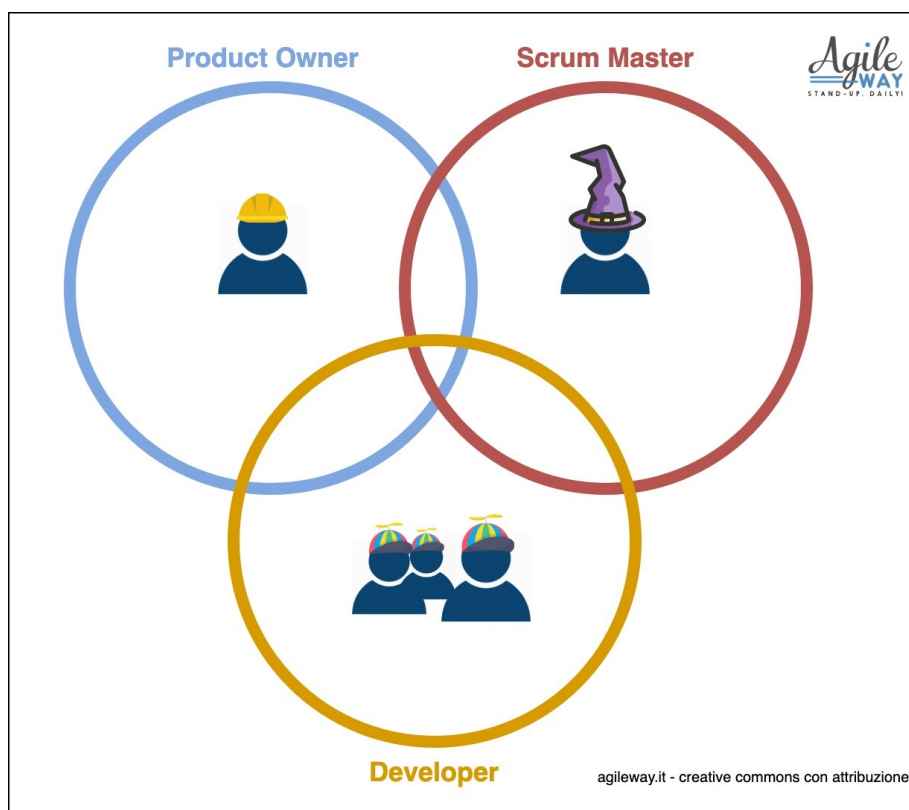 Product Owner
Scrum Master
Agile
WAY
STAND-UP, DAILY!
Developer
agileway.it - creative commons con attribuzione